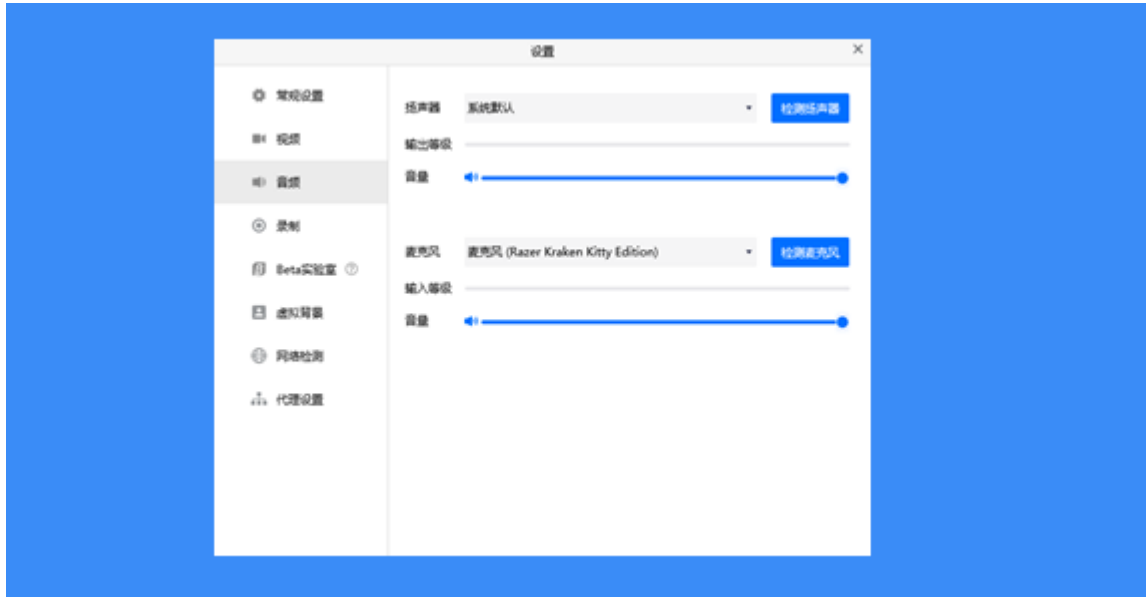 设置
常规设置
视频
音频
录制
Beta实验室
虚拟背景
网络检测
代理设置
扬声器 系统默认 检测扬声器
输出等级
音量
麦克风 麦克风 (Razer Kraken Kitty Edition) 检测麦克风
输入等级
音量